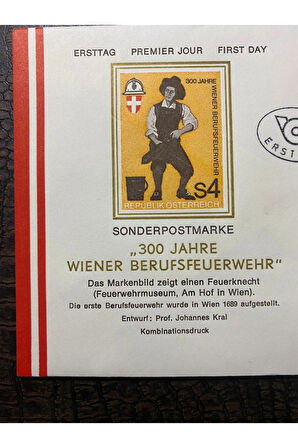 ERSTTAG PREMIER JOUR FIRST DAY
300 JAHRE
WIENER BERUFSFEUERWEHR
S4
REPUBLIK ÖSTERREICH
ERST
SONDERPOSTMARKE
„300 JAHRE
WIENER BERUFSFEUERWEHR"
Das Markenbild zeigt einen Feuerknecht
(Feuerwehrmuseum, Am Hof in Wien).
Die erste Berufsfeuerwehr wurde in Wien 1689 aufgestellt.
Entwurf: Prof. Johannes Kral
Kombinationsdruck